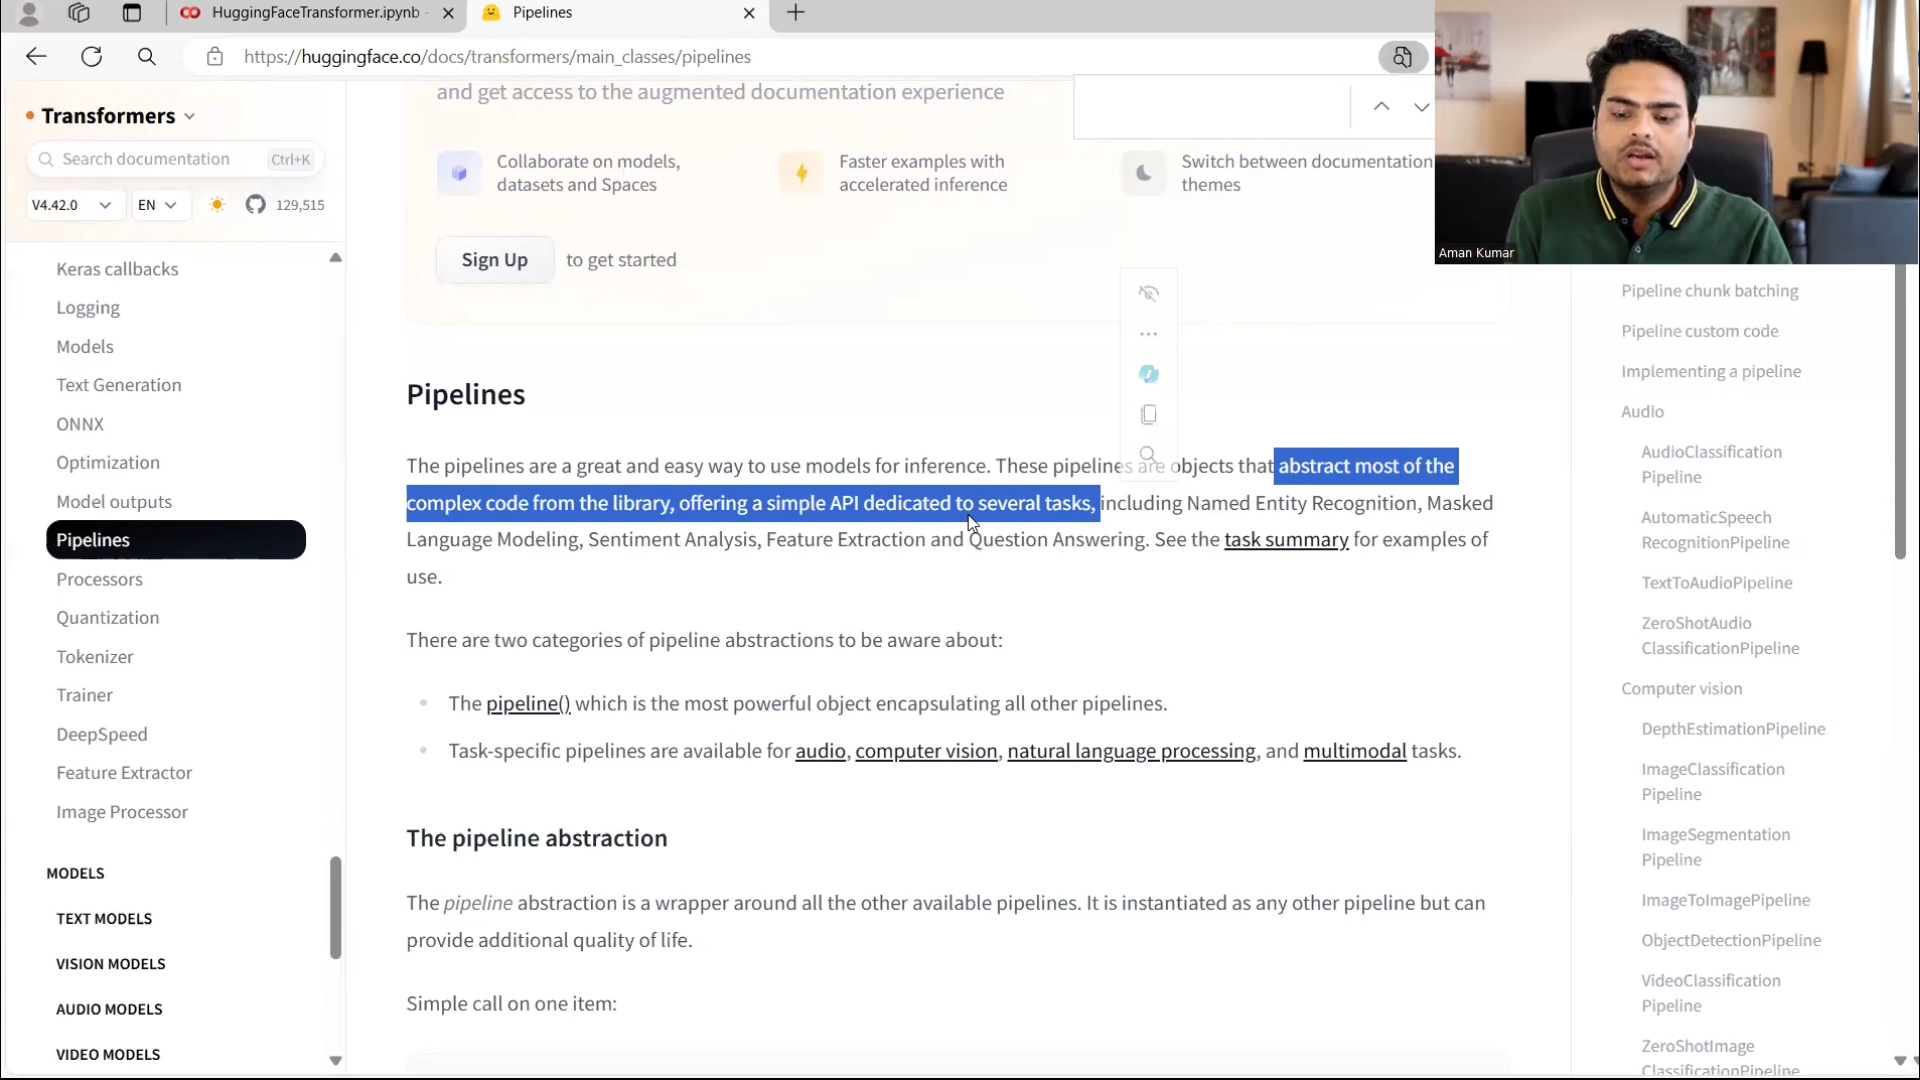 HuggingFaceTransformer.ipynb
Pipelines
https://huggingface.co/docs/transformers/main_classes/pipelines
Transformers
Search documentation
Ctrl+K
V4.42.0
EN
129,515
Keras callbacks
Logging
Models
Text Generation
ONNX
Optimization
Model outputs
Pipelines
Processors
Quantization
Tokenizer
Trainer
DeepSpeed
Feature Extractor
Image Processor
MODELS
TEXT MODELS
VISION MODELS
AUDIO MODELS
VIDEO MODELS
and get access to the augmented documentation experience
Collaborate on models,
datasets and Spaces
Faster examples with
accelerated inference
Switch between documentation
themes
Sign Up to get started
Pipelines
The pipelines are a great and easy way to use models for inference. These pipelines are objects that abstract most of the
complex code from the library, offering a simple API dedicated to several tasks, including Named Entity Recognition, Masked
Language Modeling, Sentiment Analysis, Feature Extraction and Question Answering. See the task summary for examples of
use.
There are two categories of pipeline abstractions to be aware about:
• The pipeline() which is the most powerful object encapsulating all other pipelines.
• Task-specific pipelines are available for audio, computer vision, natural language processing, and multimodal tasks.
The pipeline abstraction
The pipeline abstraction is a wrapper around all the other available pipelines. It is instantiated as any other pipeline but can
provide additional quality of life.
Simple call on one item:
Aman Kumar
Pipeline chunk batching
Pipeline custom code
Implementing a pipeline
Audio
AudioClassification
Pipeline
AutomaticSpeech
RecognitionPipeline
TextToAudioPipeline
ZeroShotAudio
ClassificationPipeline
Computer vision
DepthEstimationPipeline
ImageClassification
Pipeline
ImageSegmentation
Pipeline
ImageToImagePipeline
ObjectDetectionPipeline
VideoClassification
Pipeline
ZeroShotImage
ClassificationPipeline